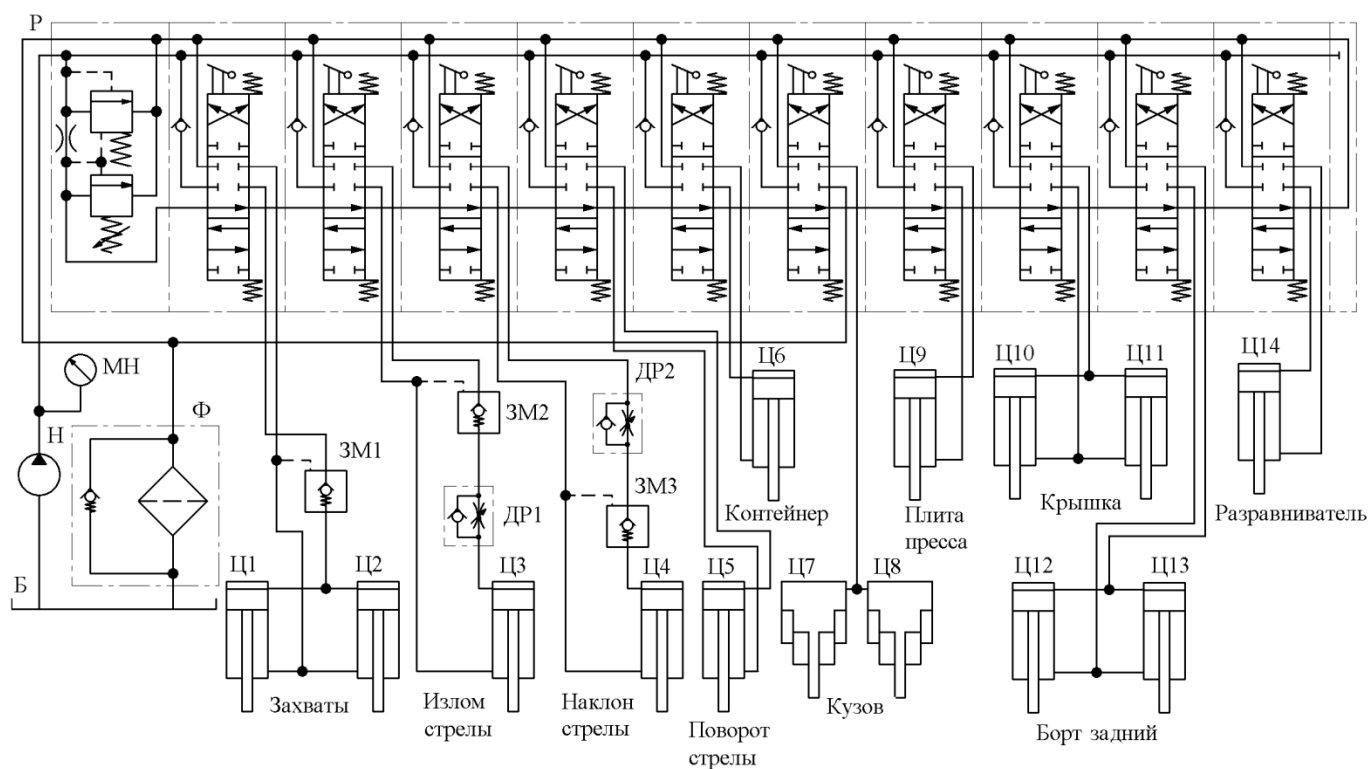 Р
МН
Н
Ф
Б
ЗМ1
ЗМ2
ДР1
ДР2
ЗМ3
Ц6
Контейнер
Ц9
Плита
пресса
Ц10
Ц11
Крышка
Ц14
Разравниватель
Ц1
Ц2
Захваты
Ц3
Излом
стрелы
Ц4
Наклон
стрелы
Ц5
Поворот
стрелы
Ц7
Ц8
Кузов
Ц12
Ц13
Борт задний